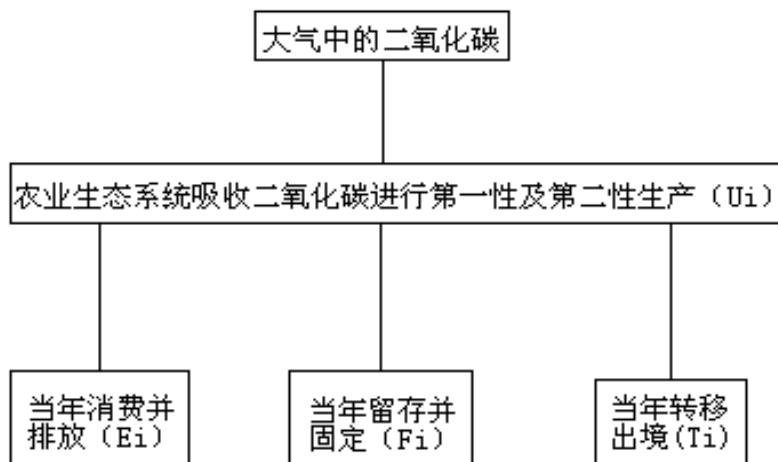 大气中的二氧化碳
农业生态系统吸收二氧化碳进行第一性及第二性生产（Ui）
当年消费并
排放（Ei）
当年留存并
固定（Fi）
当年转移
出境(Ti)